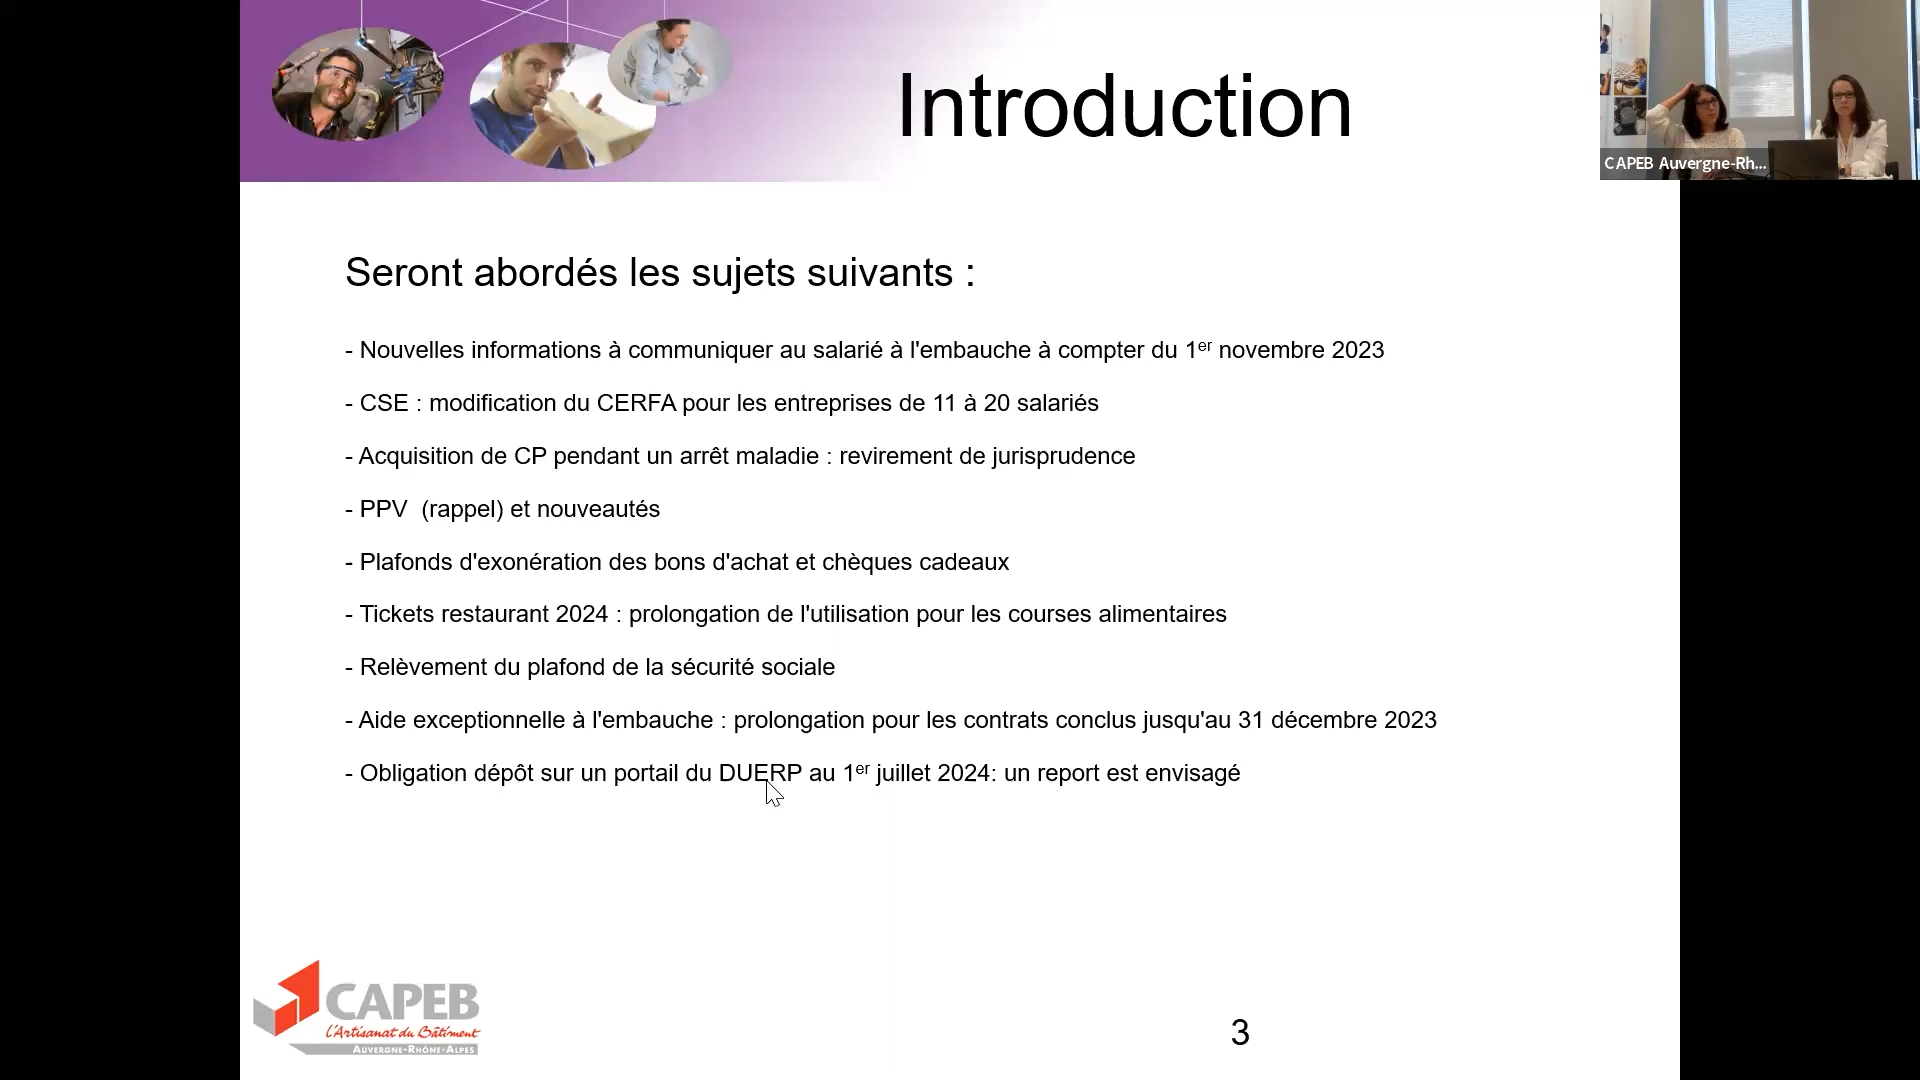 Introduction
CAPEB Auvergne-Rh...
Seront abordés les sujets suivants :
- Nouvelles informations à communiquer au salarié à l'embauche à compter du 1er novembre 2023
- CSE : modification du CERFA pour les entreprises de 11 à 20 salariés
- Acquisition de CP pendant un arrêt maladie : revirement de jurisprudence
- PPV  (rappel) et nouveautés
- Plafonds d'exonération des bons d'achat et chèques cadeaux
- Tickets restaurant 2024 : prolongation de l'utilisation pour les courses alimentaires
- Relèvement du plafond de la sécurité sociale
- Aide exceptionnelle à l'embauche : prolongation pour les contrats conclus jusqu'au 31 décembre 2023
- Obligation dépôt sur un portail du DUERP au 1er juillet 2024: un report est envisagé
CAPEB
L'Artisanat du Bâtiment
AUVERGNE-RHÔNE-ALPES
3